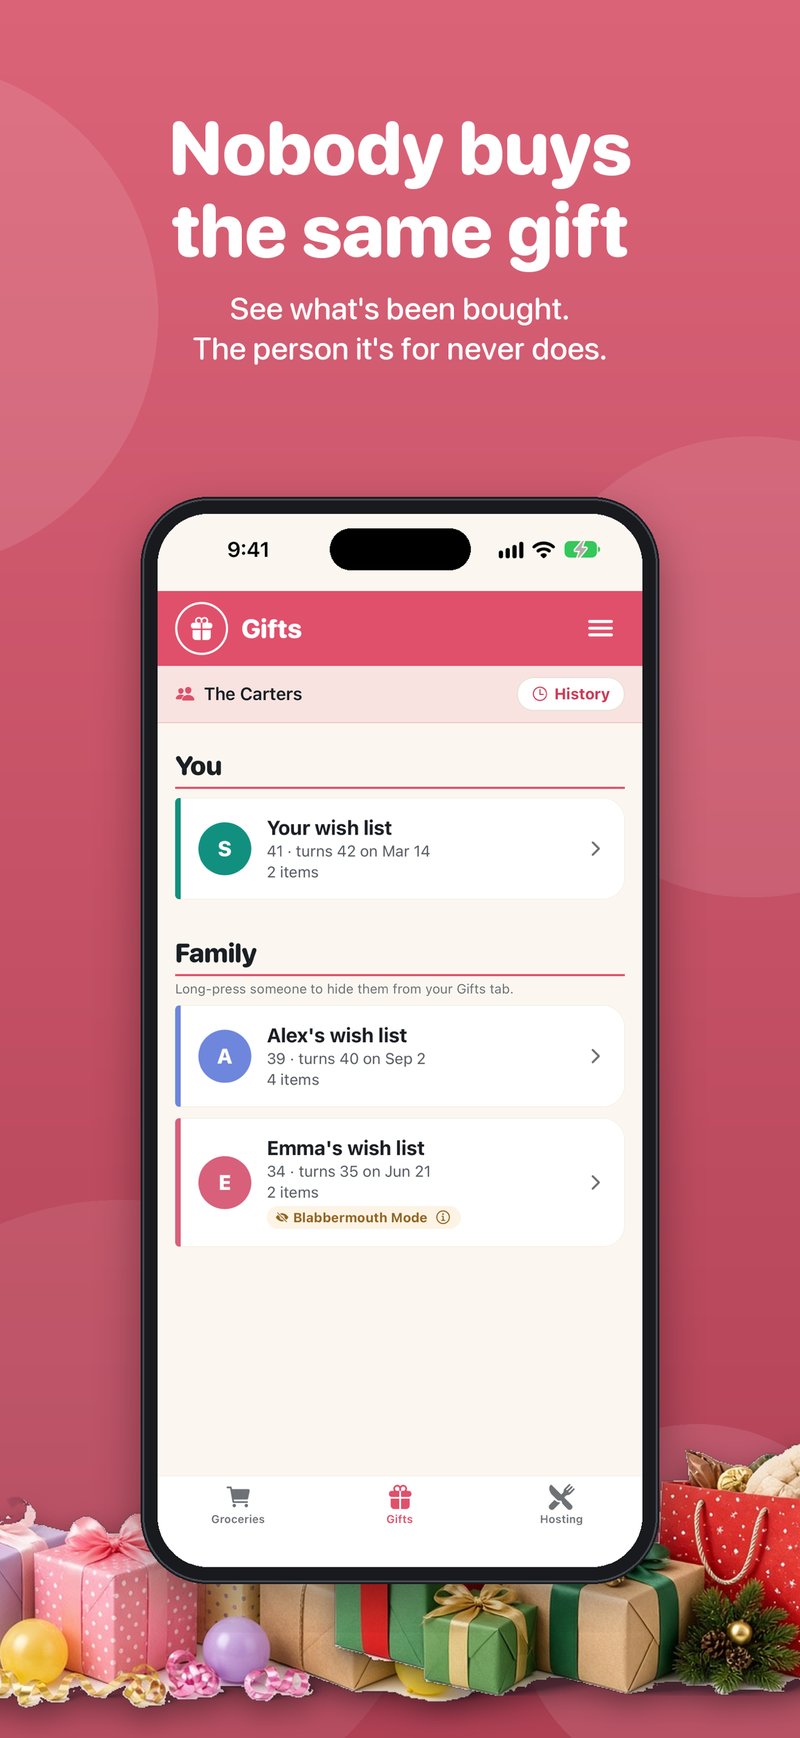 Nobody buys
the same gift
See what's been bought.
The person it's for never does.
9:41
Gifts
The Carters
History
You
S
Your wish list
41 · turns 42 on Mar 14
2 items
Family
Long-press someone to hide them from your Gifts tab.
A
Alex's wish list
39 · turns 40 on Sep 2
4 items
E
Emma's wish list
34 · turns 35 on Jun 21
2 items
Blabbermouth Mode
Groceries
Gifts
Hosting